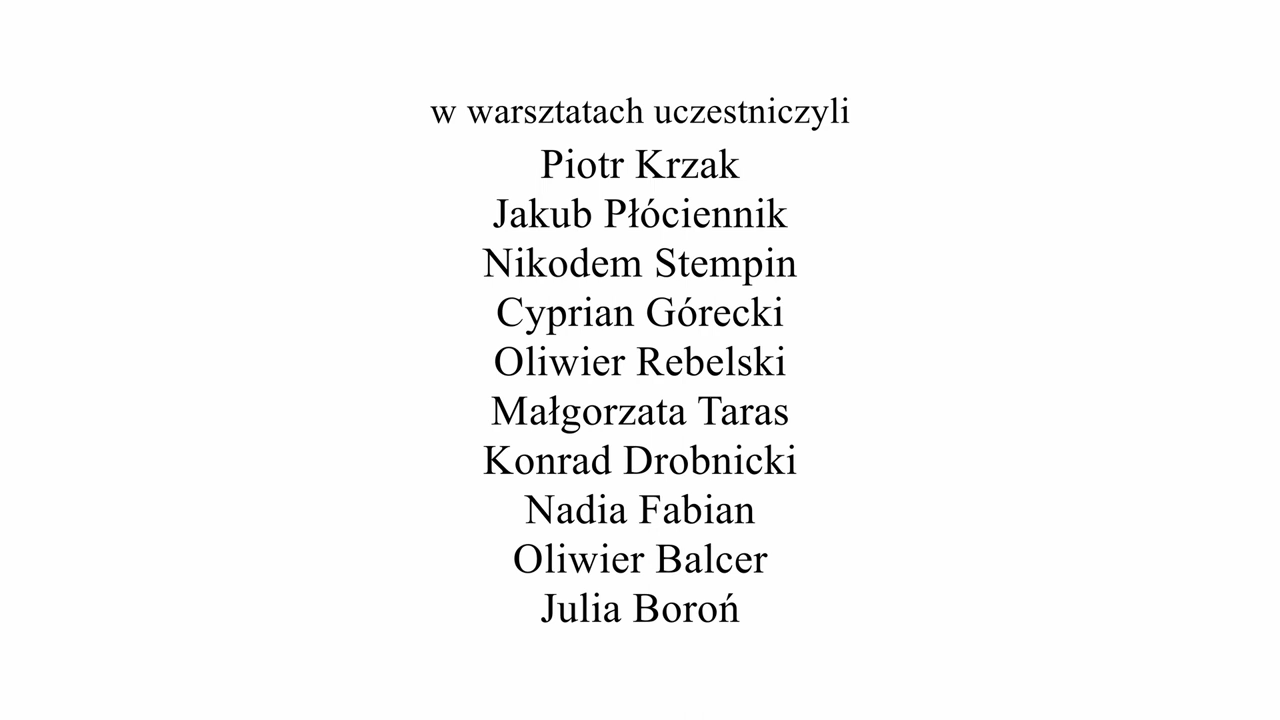 w warsztatach uczestniczyli
Piotr Krzak
Jakub Płóciennik
Nikodem Stempin
Cyprian Górecki
Oliwier Rebelski
Małgorzata Taras
Konrad Drobnicki
Nadia Fabian
Oliwier Balcer
Julia Boroń